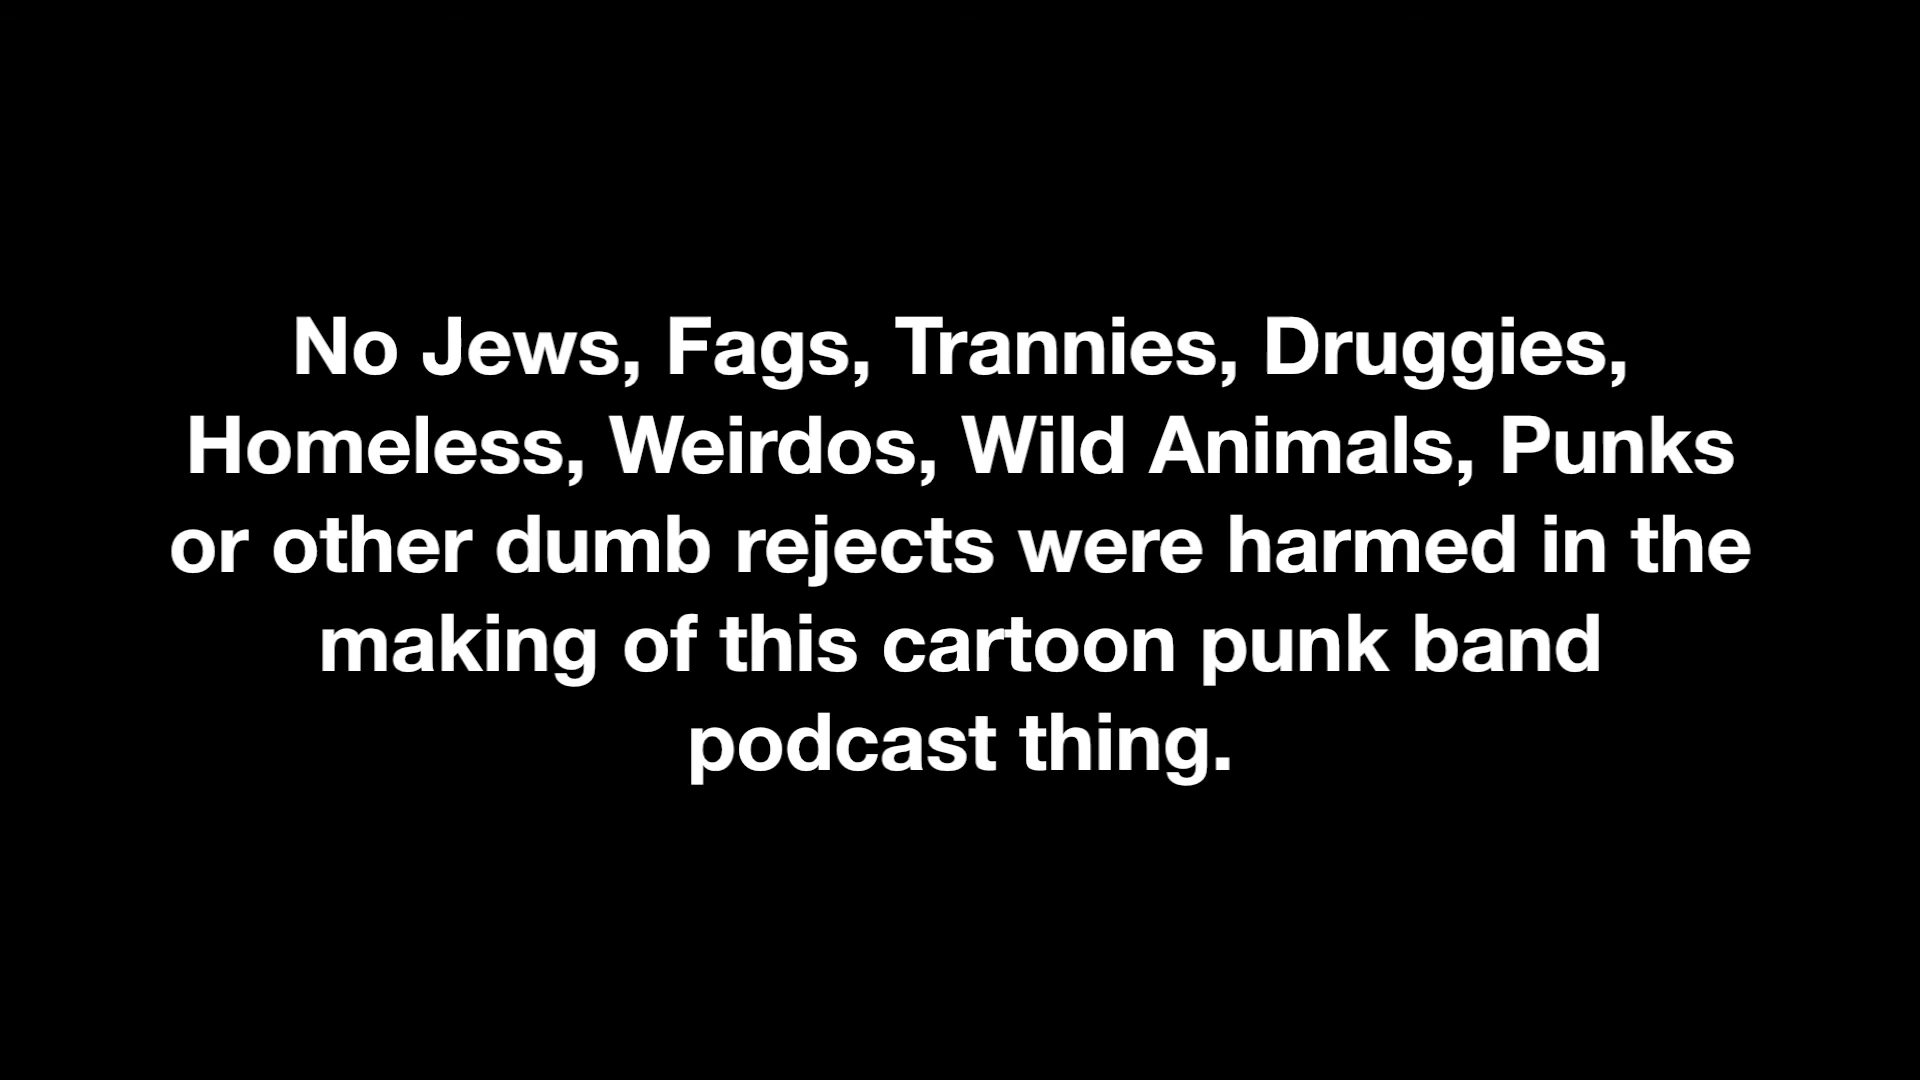 No Jews, Fags, Trannies, Druggies,
Homeless, Weirdos, Wild Animals, Punks
or other dumb rejects were harmed in the
making of this cartoon punk band
podcast thing.